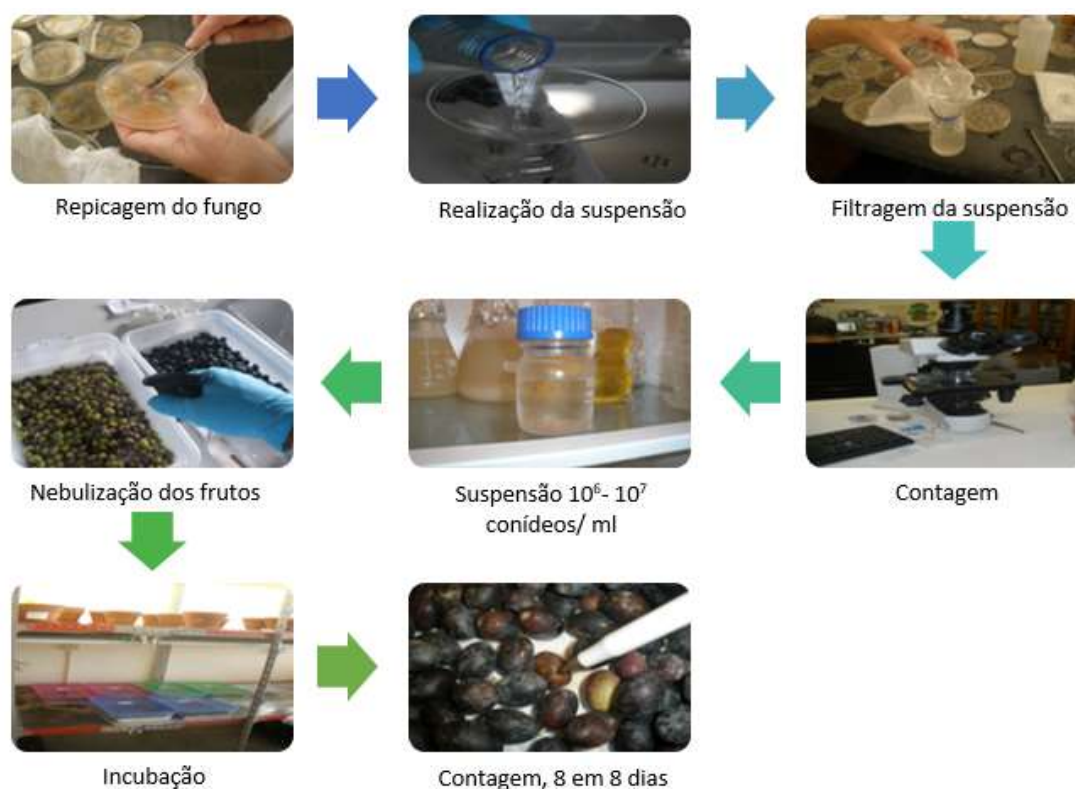 Repicagem do fungo
Realização da suspensão
Filtragem da suspensão
Contagem
Suspensão 10⁶- 10⁷
conídeos/ ml
Nebulização dos frutos
Incubação
Contagem, 8 em 8 dias